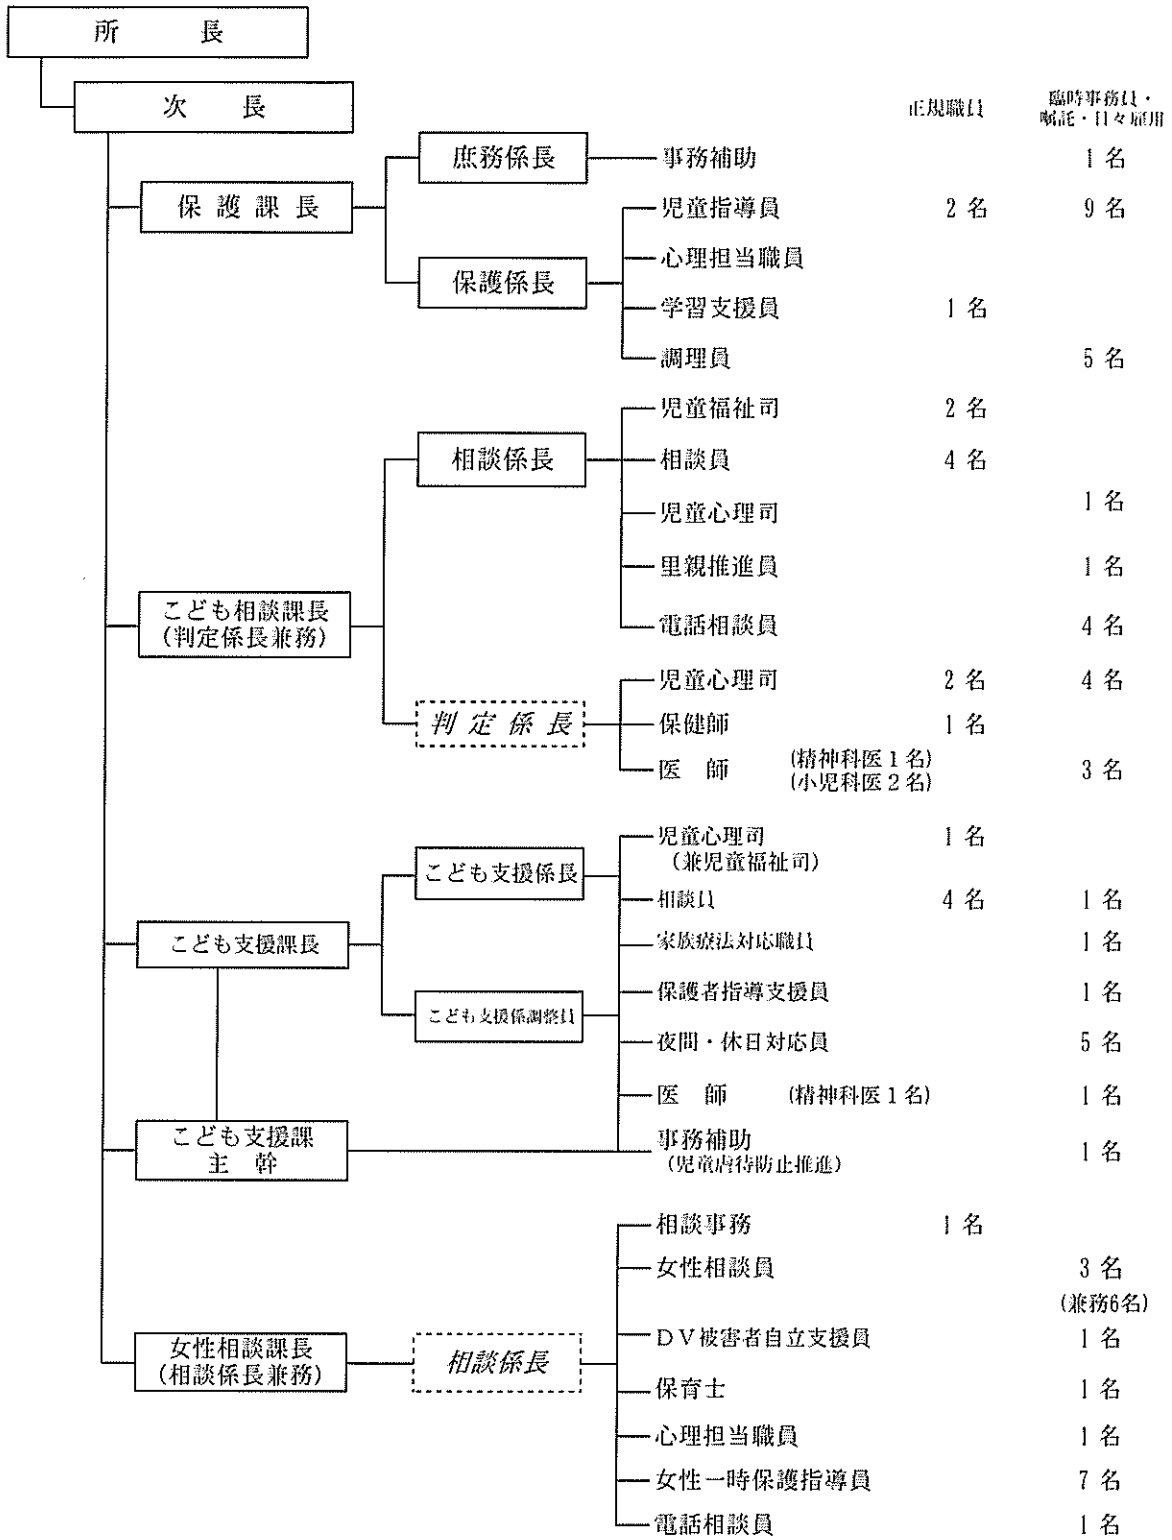 所　　長
次　長
正規職員
臨時事務員・
嘱託・日々雇用
庶務係長
事務補助
1 名
保 護 課 長
児童指導員
2 名
9 名
心理担当職員
保護係長
学習支援員
1 名
調理員
5 名
児童福祉司
2 名
相談係長
相談員
4 名
児童心理司
1 名
里親推進員
1 名
こども相談課長
(判定係長兼務)
電話相談員
4 名
児童心理司
2 名
4 名
判 定 係 長
保健師
1 名
医　師
(精神科医１名)
(小児科医２名)
3 名
児童心理司
(兼児童福祉司)
1 名
こども支援係長
相談員
4 名
1 名
こども支援課長
家族療法対応職員
1 名
保護者指導支援員
1 名
こども支援係調整員
夜間・休日対応員
5 名
医　師
(精神科医１名)
1 名
こども支援課
主　幹
事務補助
(児童虐待防止推進)
1 名
相談事務
1 名
女性相談員
3 名
(兼務6名)
女性相談課長
(相談係長兼務)
相談係長
ＤＶ被害者自立支援員
1 名
保育士
1 名
心理担当職員
1 名
女性一時保護指導員
7 名
電話相談員
1 名